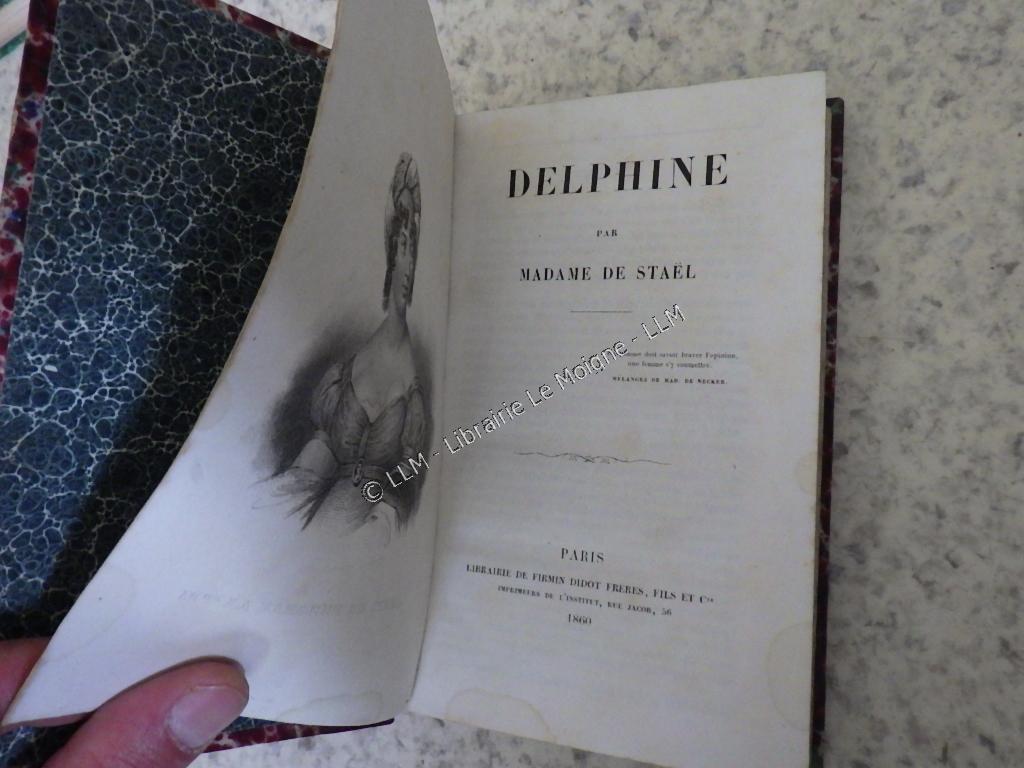 DELPHINE
PAR
MADAME DE STAËL
doit savoir braver l'opinion,
une femme s'y soumettre.
MÉLANGES DE MAD. DE NECKER.
© LLM - Librairie Le Moigne - LLM
PARIS
LIBRAIRIE DE FIRMIN DIDOT FRÈRES, FILS ET Cie
IMPRIMEURS DE L'INSTITUT, RUE JACOB, 56
1860